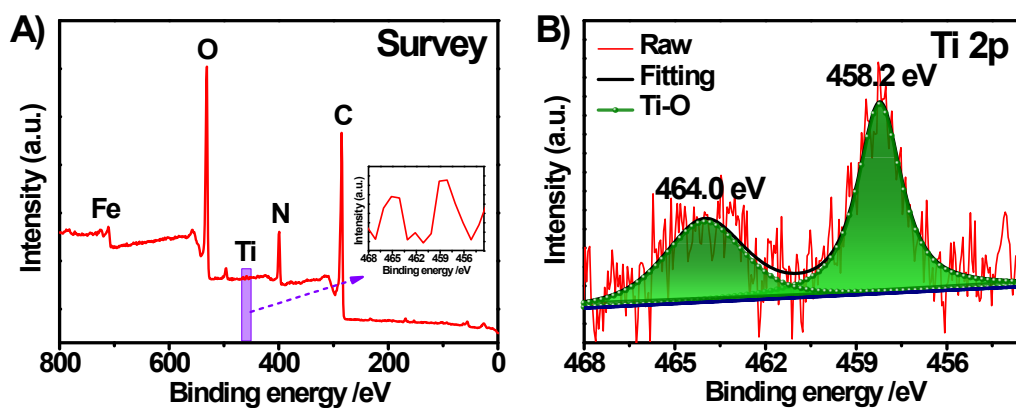 A)
Survey
O
C
Fe
N
Ti
Intensity (a.u.)
800
600
400
200
0
Binding energy /eV
Intensity (a.u.)
468
465
462
459
456
Binding energy /eV
B)
Ti 2p
Raw
Fitting
Ti-O
458.2 eV
464.0 eV
Intensity (a.u.)
468
465
462
459
456
Binding energy /eV